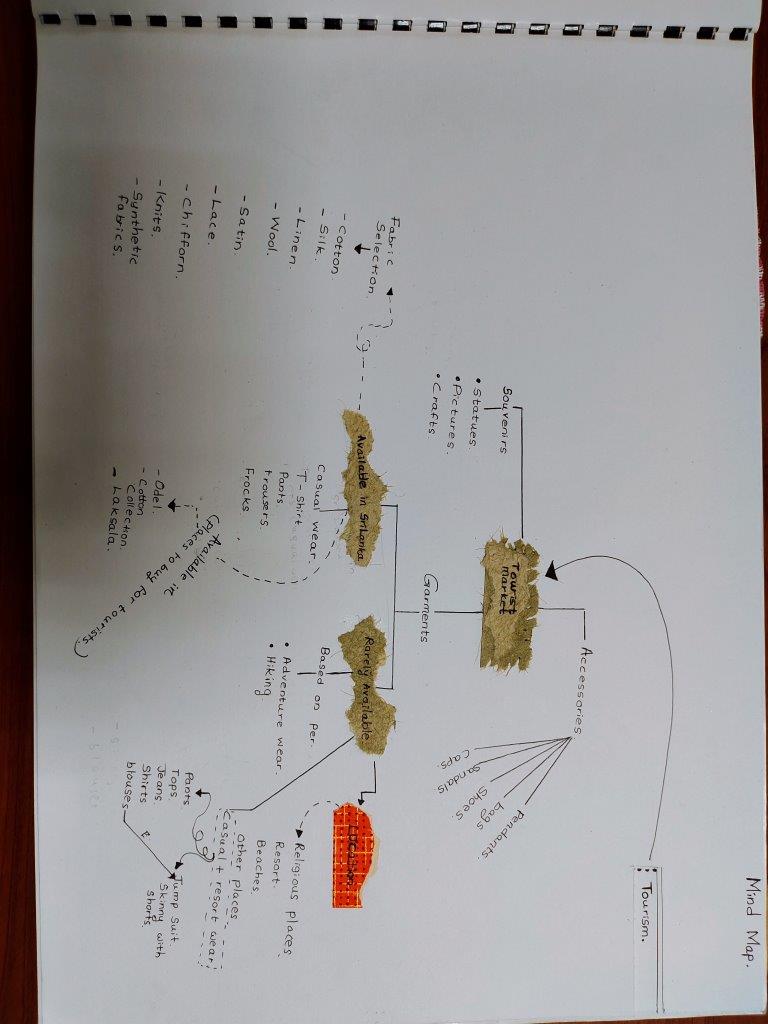 Mind Map.
Tourism.
Accessories
Pendants.
bags
Shoes
Sandals
Caps.
Tourist
market
Souvenirs
• Statues.
• Pictures.
• Crafts.
Garments
Fabric
Selection.
- Cotton
- Silk.
- Linen.
- Wool.
- Satin.
- Lace.
- Chifforn.
- Knits.
- Synthetic
fabrics.
Available in SriLanka
Casual wear.
T-Shirt
Pants.
trousers.
Frocks.
Available in
(Places to buy for tourists.)
- Odel.
- Cotton
Collection.
- Laksala.
Rarely Available
Based on Per.
• Adventure wear.
• Hiking.
Location
Religious places
Resort.
Beaches.
Other places
Casual + resort wear
Pants.
Tops.
Jeans
Shirts
blouses
Jump Suit.
Skinny with
shorts.